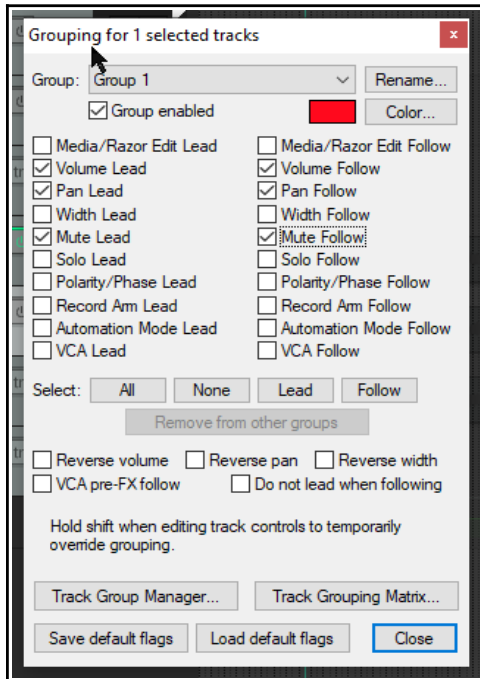 Grouping for 1 selected tracks x
Group: Group 1 Rename...
Group enabled Color...
Media/Razor Edit Lead Media/Razor Edit Follow
Volume Lead Volume Follow
Pan Lead Pan Follow
Width Lead Width Follow
Mute Lead Mute Follow
Solo Lead Solo Follow
Polarity/Phase Lead Polarity/Phase Follow
Record Arm Lead Record Arm Follow
Automation Mode Lead Automation Mode Follow
VCA Lead VCA Follow
Select: All None Lead Follow
Remove from other groups
Reverse volume Reverse pan Reverse width
VCA pre-FX follow Do not lead when following
Hold shift when editing track controls to temporarily
override grouping.
Track Group Manager... Track Grouping Matrix...
Save default flags Load default flags Close